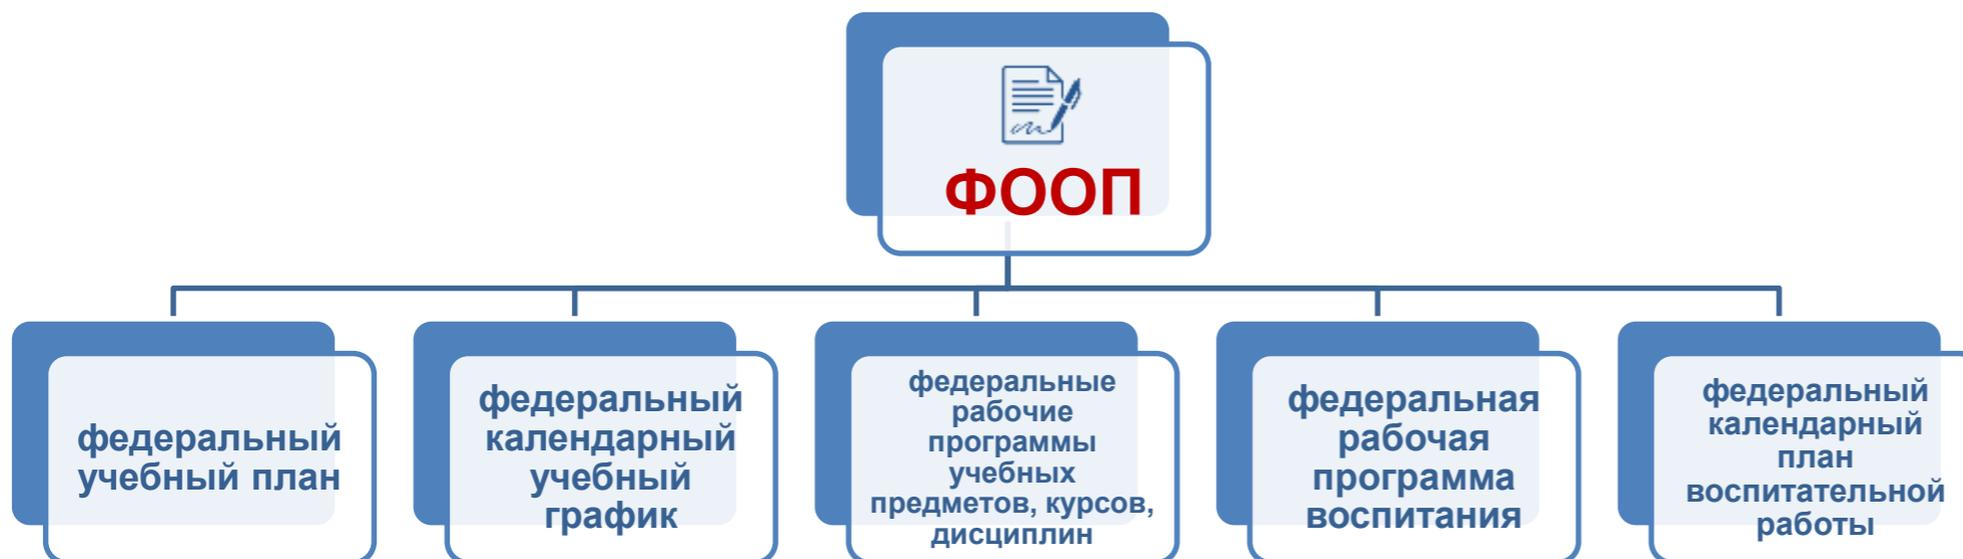 ФООП
федеральный
учебный план
федеральный
календарный
учебный
график
федеральные
рабочие
программы
учебных
предметов, курсов,
дисциплин
федеральная
рабочая
программа
воспитания
федеральный
календарный
план
воспитательной
работы